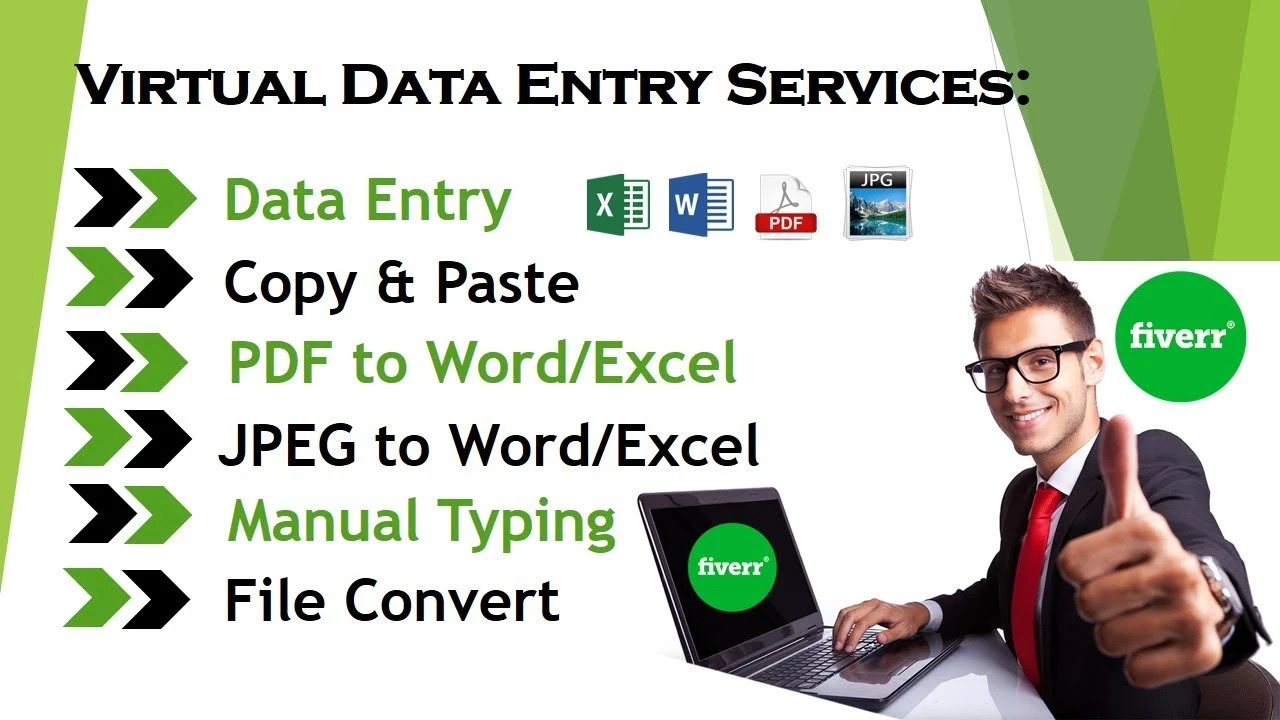 Virtual Data Entry Services:
Data Entry
X
W
PDF
JPG
Copy & Paste
PDF to Word/Excel
fiverr®
JPEG to Word/Excel
Manual Typing
fiverr®
File Convert